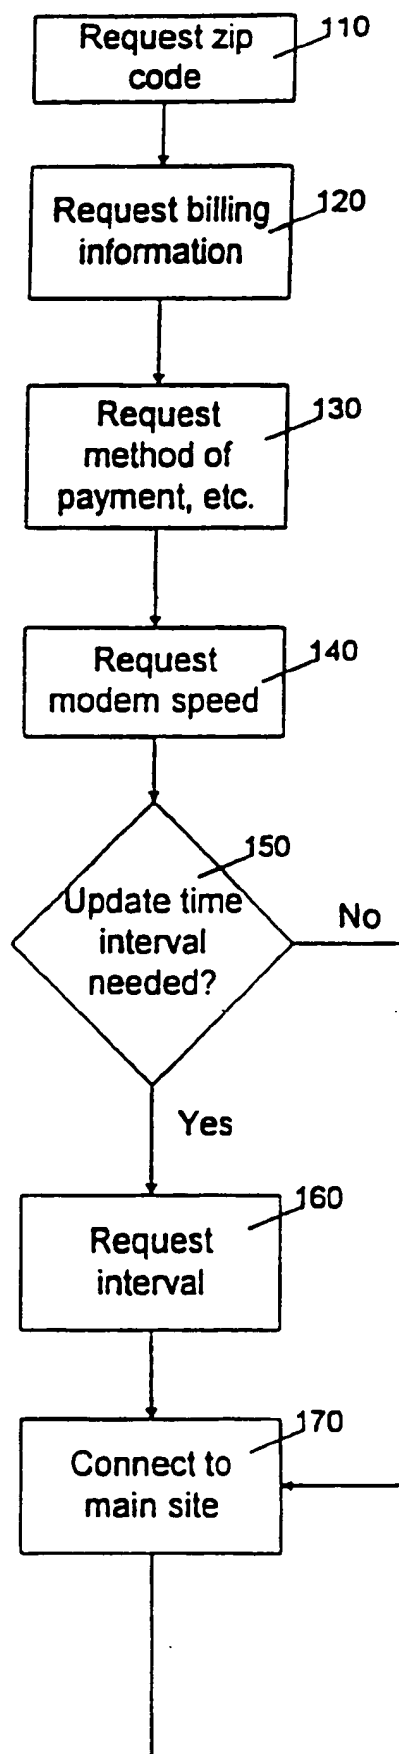 Request zip
code
110
Request billing
information
120
Request
method of
payment, etc.
130
Request
modem speed
140
150
Update time
interval
needed?
No
Yes
160
Request
interval
170
Connect to
main site